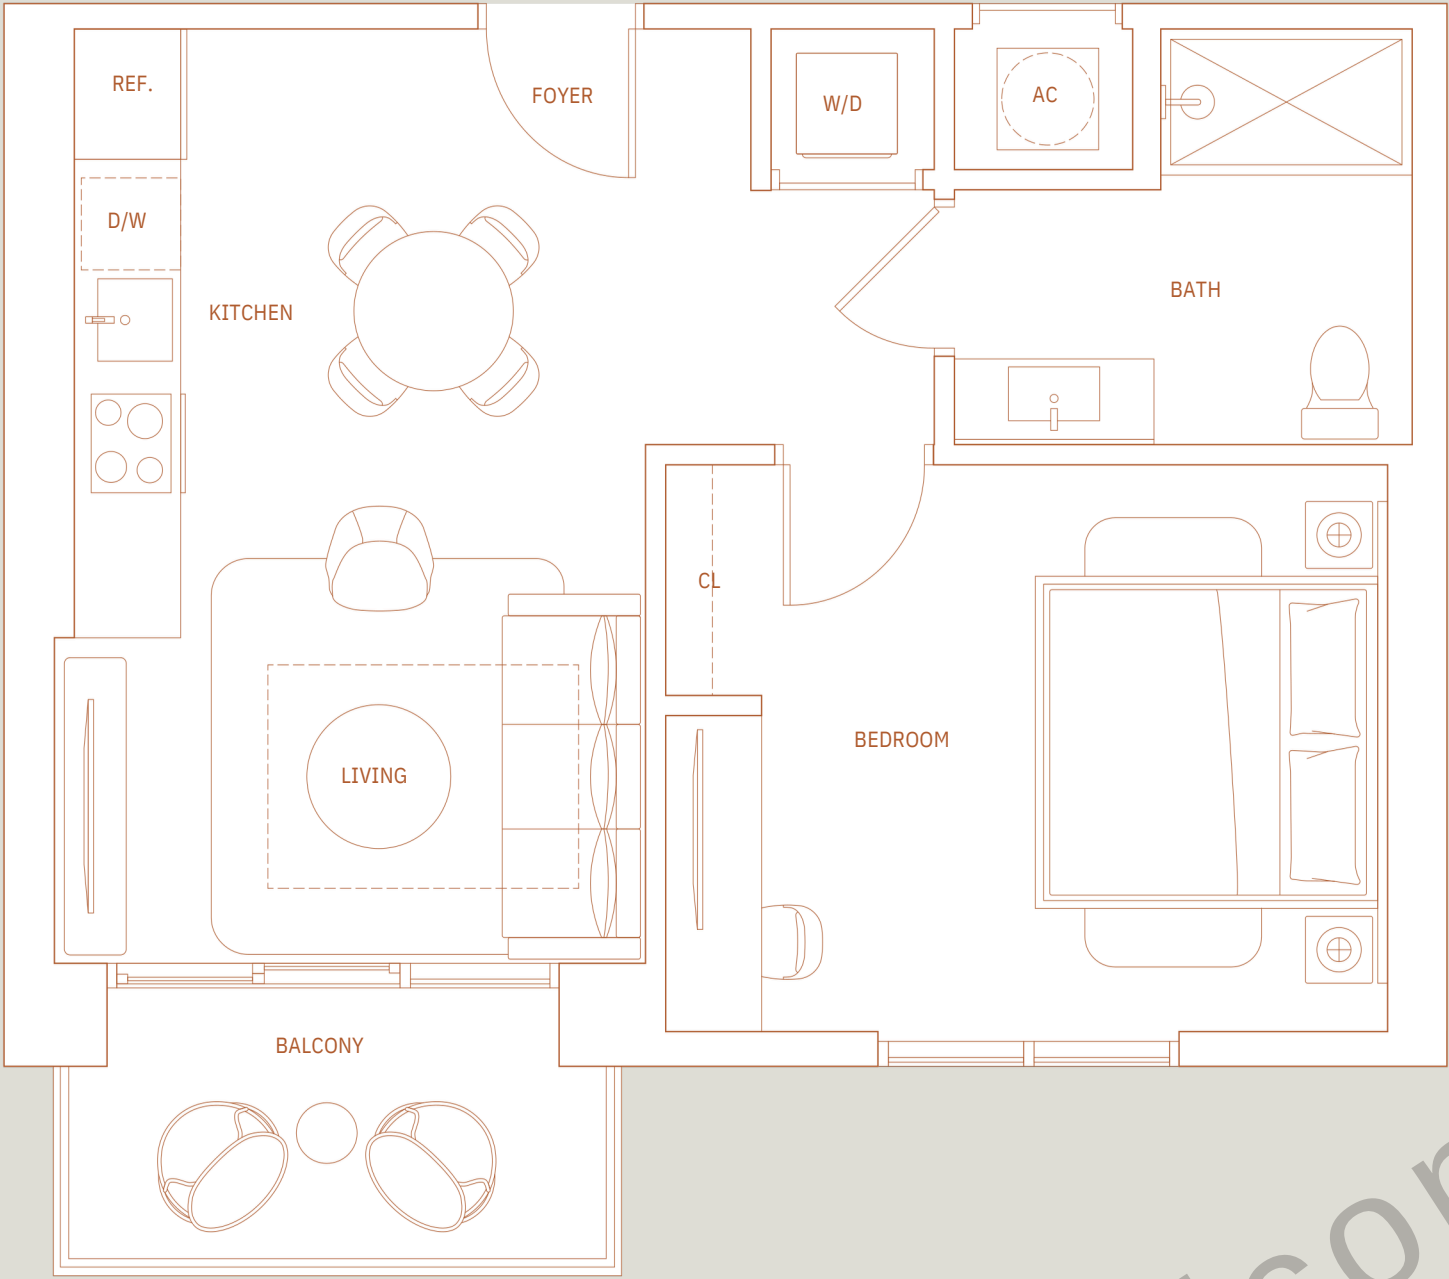 REF.
FOYER
W/D
AC
D/W
KITCHEN
BATH
CL
BEDROOM
LIVING
BALCONY